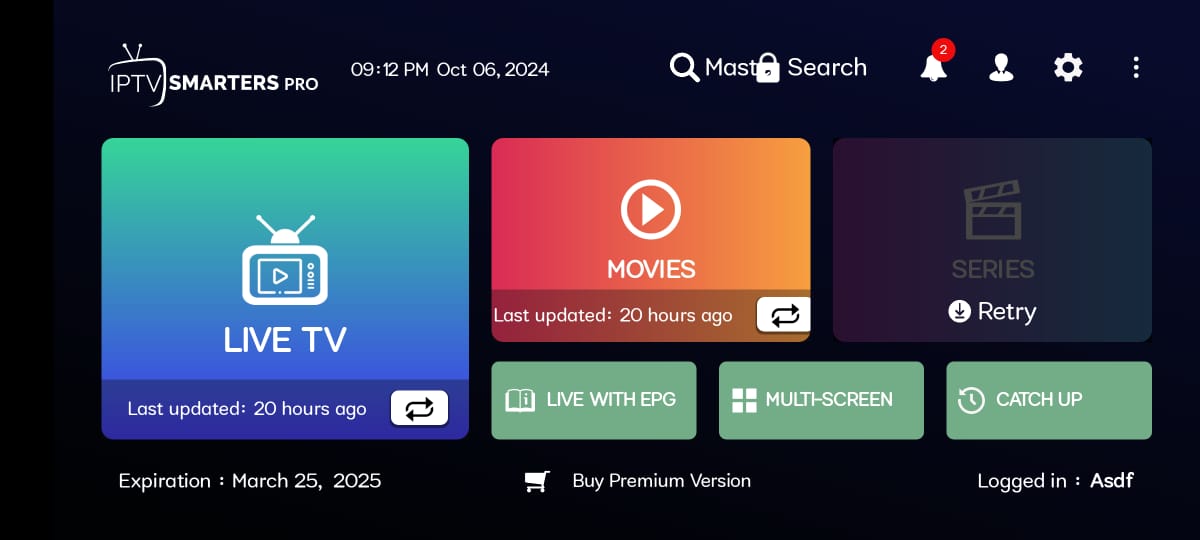 IPTV SMARTERS PRO
09:12 PM Oct 06, 2024
Mast Search
2
LIVE TV
Last updated: 20 hours ago
MOVIES
Last updated: 20 hours ago
SERIES
Retry
LIVE WITH EPG
MULTI-SCREEN
CATCH UP
Expiration : March 25, 2025
Buy Premium Version
Logged in : Asdf